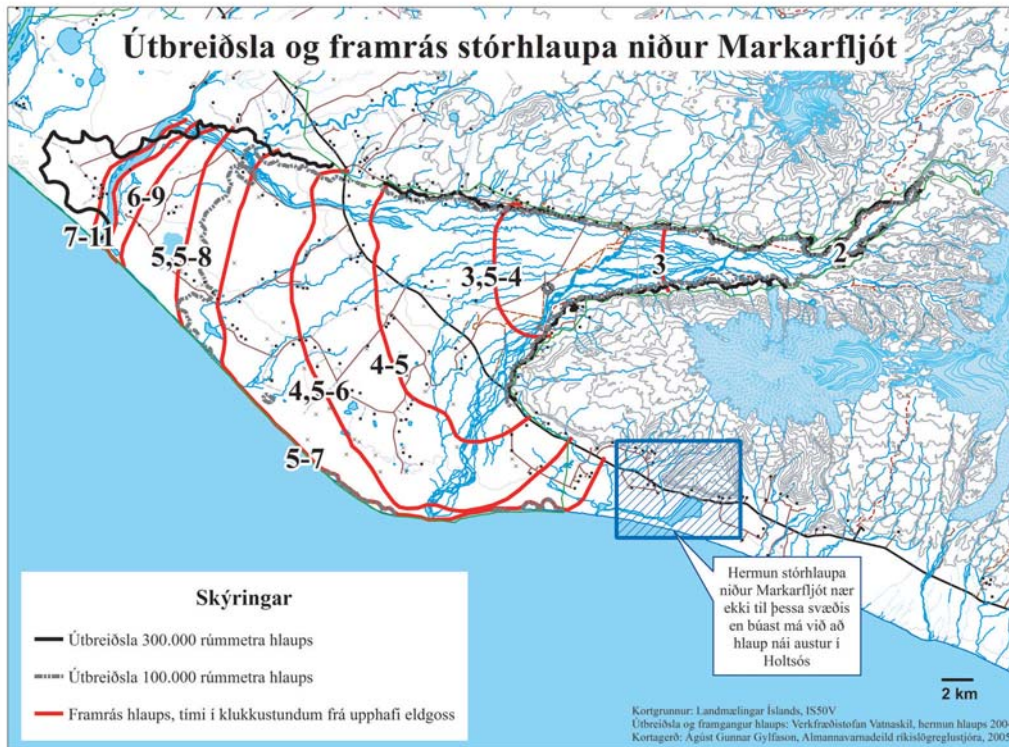 Útbreiðsla og framrás stórhlaupa niður Markarfljót
2
3
3,5-4
6-9
7-11
5,5-8
4-5
4,5-6
5-7
Hermun stórhlaupa
niður Markarfljót nær
ekki til þessa svæðis
en búast má við að
hlaup nái austur í
Holtsós
Skýringar
Útbreiðsla 300.000 rúmmetra hlaups
Útbreiðsla 100.000 rúmmetra hlaups
Framrás hlaups, tími í klukkustundum frá upphafi eldgoss
2 km
Kortgrunnur: Landmælingar Íslands, IS50V
Útbreiðsla og framgangur hlaups: Verkfræðistofan Vatnaskil, hermun hlaups 200
Kortagerð: Ágúst Gunnar Gylfason, Almannavarnadeild ríkislögreglustjóra, 2005